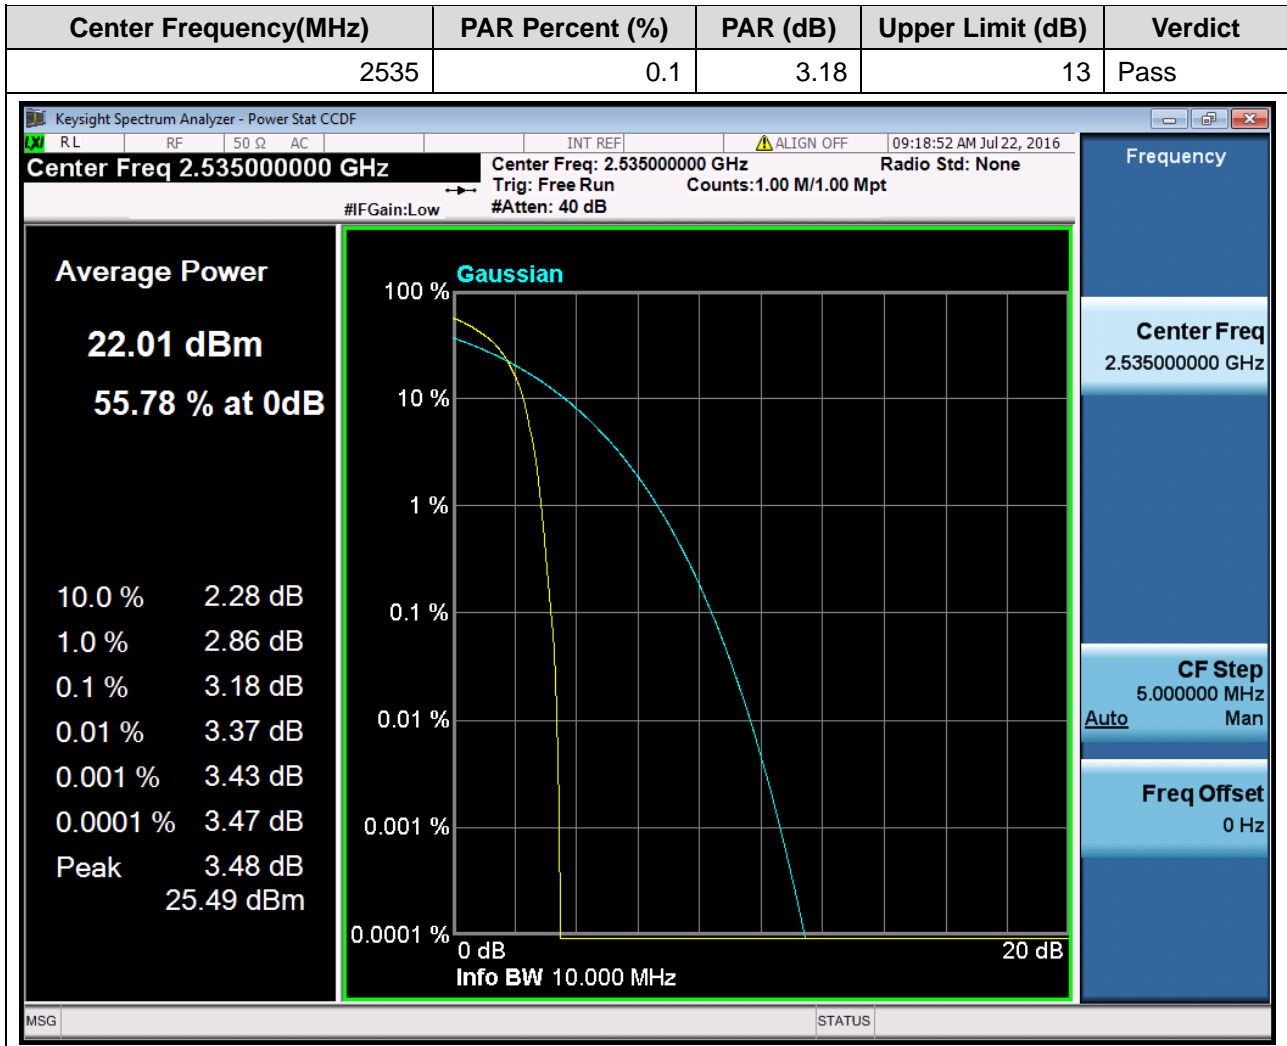 Center Frequency(MHz) PAR Percent (%) PAR (dB) Upper Limit (dB) Verdict
2535 0.1 3.18 13 Pass
Keysight Spectrum Analyzer - Power Stat CCDF
LXI RL RF 50 Ω AC INT REF ALIGN OFF 09:18:52 AM Jul 22, 2016
Center Freq 2.535000000 GHz
Center Freq: 2.535000000 GHz Radio Std: None
Trig: Free Run Counts:1.00 M/1.00 Mpt
#IFGain:Low #Atten: 40 dB
Average Power
22.01 dBm
55.78 % at 0dB
10.0 % 2.28 dB
1.0 % 2.86 dB
0.1 % 3.18 dB
0.01 % 3.37 dB
0.001 % 3.43 dB
0.0001 % 3.47 dB
Peak 3.48 dB
25.49 dBm
Gaussian
100 %
10 %
1 %
0.1 %
0.01 %
0.001 %
0.0001 %
0 dB 20 dB
Info BW 10.000 MHz
Frequency
Center Freq
2.535000000 GHz
CF Step
5.000000 MHz
Auto Man
Freq Offset
0 Hz
MSG STATUS